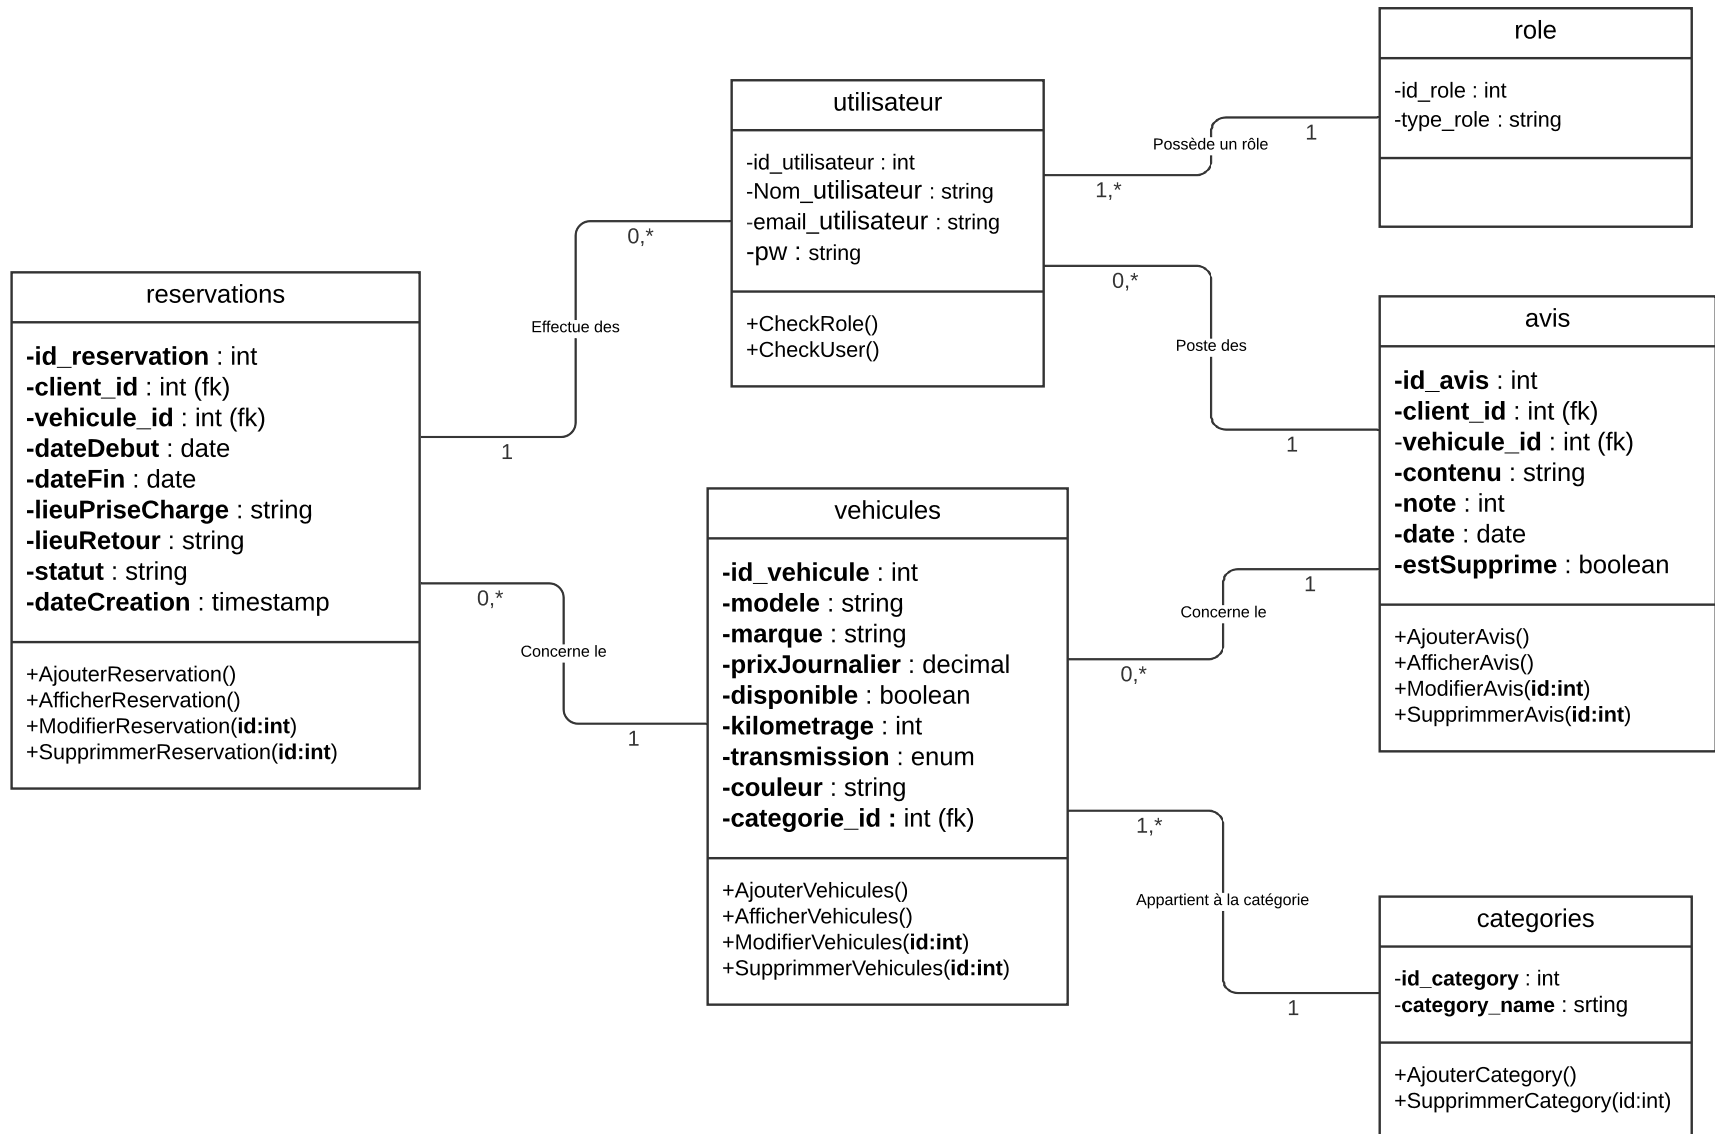 role
-id_role : int
-type_role : string
utilisateur
-id_utilisateur : int
-Nom_utilisateur : string
-email_utilisateur : string
-pw : string
+CheckRole()
+CheckUser()
Possède un rôle
1
1,*
0,*
Effectue des
1
0,*
Poste des
1
reservations
-id_reservation : int
-client_id : int (fk)
-vehicule_id : int (fk)
-dateDebut : date
-dateFin : date
-lieuPriseCharge : string
-lieuRetour : string
-statut : string
-dateCreation : timestamp
+AjouterReservation()
+AfficherReservation()
+ModifierReservation(id:int)
+SupprimmerReservation(id:int)
0,*
Concerne le
1
avis
-id_avis : int
-client_id : int (fk)
-vehicule_id : int (fk)
-contenu : string
-note : int
-date : date
-estSupprime : boolean
+AjouterAvis()
+AfficherAvis()
+ModifierAvis(id:int)
+SupprimmerAvis(id:int)
vehicules
-id_vehicule : int
-modele : string
-marque : string
-prixJournalier : decimal
-disponible : boolean
-kilometrage : int
-transmission : enum
-couleur : string
-categorie_id : int (fk)
+AjouterVehicules()
+AfficherVehicules()
+ModifierVehicules(id:int)
+SupprimmerVehicules(id:int)
1
Concerne le
0,*
1,*
Appartient à la catégorie
1
categories
-id_category : int
-category_name : srting
+AjouterCategory()
+SupprimmerCategory(id:int)